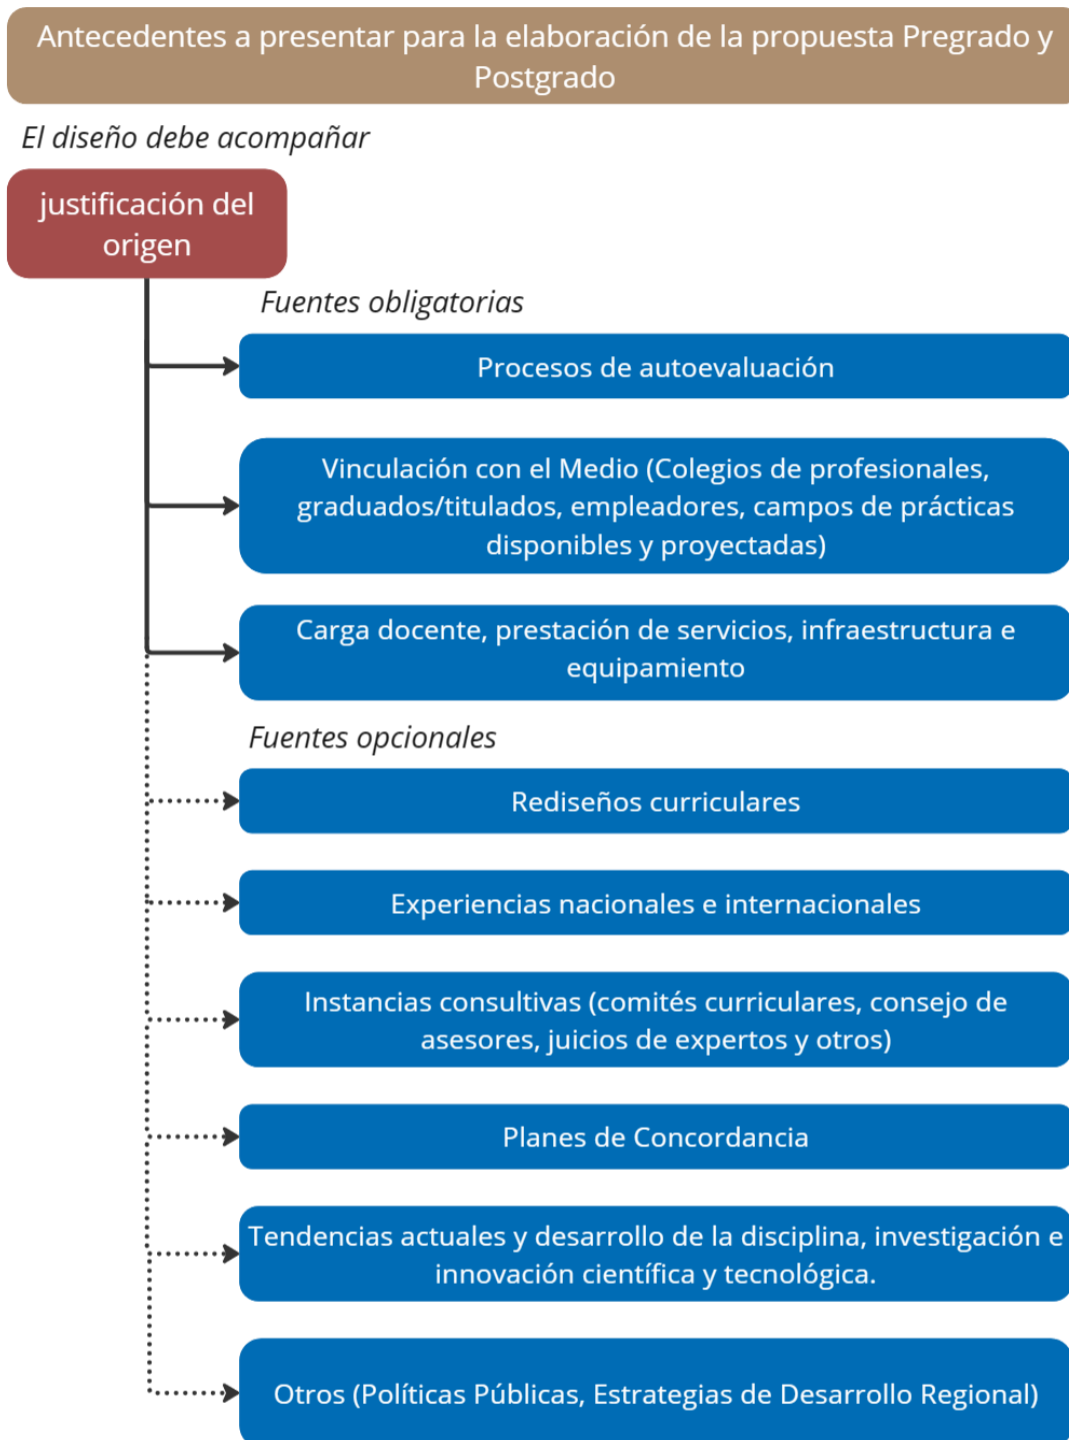 Antecedentes a presentar para la elaboración de la propuesta Pregrado y
Postgrado
El diseño debe acompañar
justificación del
origen
Fuentes obligatorias
Procesos de autoevaluación
Vinculación con el Medio (Colegios de profesionales,
graduados/titulados, empleadores, campos de prácticas
disponibles y proyectadas)
Carga docente, prestación de servicios, infraestructura e
equipamiento
Fuentes opcionales
Rediseños curriculares
Experiencias nacionales e internacionales
Instancias consultivas (comités curriculares, consejo de
asesores, juicios de expertos y otros)
Planes de Concordancia
Tendencias actuales y desarrollo de la disciplina, investigación e
innovación científica y tecnológica.
Otros (Políticas Públicas, Estrategias de Desarrollo Regional)